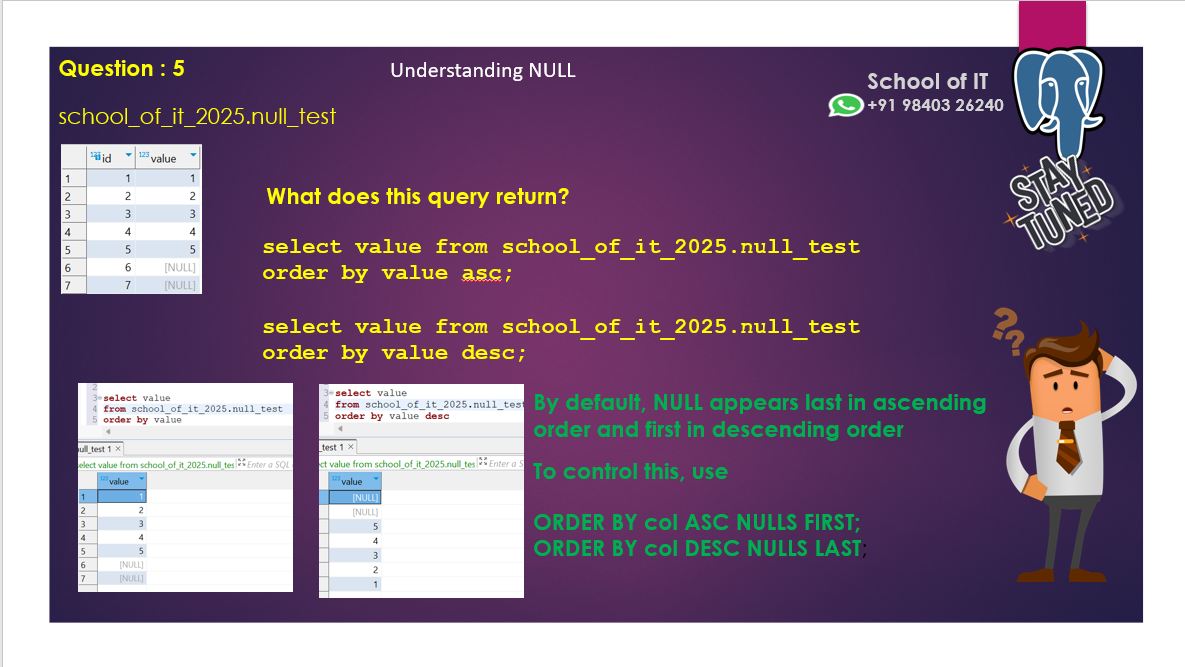 Question : 5
Understanding NULL
School of IT
+91 98403 26240
school_of_it_2025.null_test
STAY
TUNED
123 id 123 value
1 1 1
2 2 2
3 3 3
4 4 4
5 5 5
6 6 [NULL]
7 7 [NULL]
What does this query return?
select value from school_of_it_2025.null_test
order by value asc;
select value from school_of_it_2025.null_test
order by value desc;
??
2
3 select value
4 from school_of_it_2025.null_test
5 order by value
ull_test 1
elect value from school_of_it_2025.null_tes Enter a SQL
123 value
1 1
2 2
3 3
4 4
5 5
6 [NULL]
7 [NULL]
3 select value
4 from school_of_it_2025.null_test
5 order by value desc
_test 1
ct value from school_of_it_2025.null_tes Enter a S
123 value
[NULL]
[NULL]
5
4
3
2
1
By default, NULL appears last in ascending
order and first in descending order
To control this, use
ORDER BY col ASC NULLS FIRST;
ORDER BY col DESC NULLS LAST;